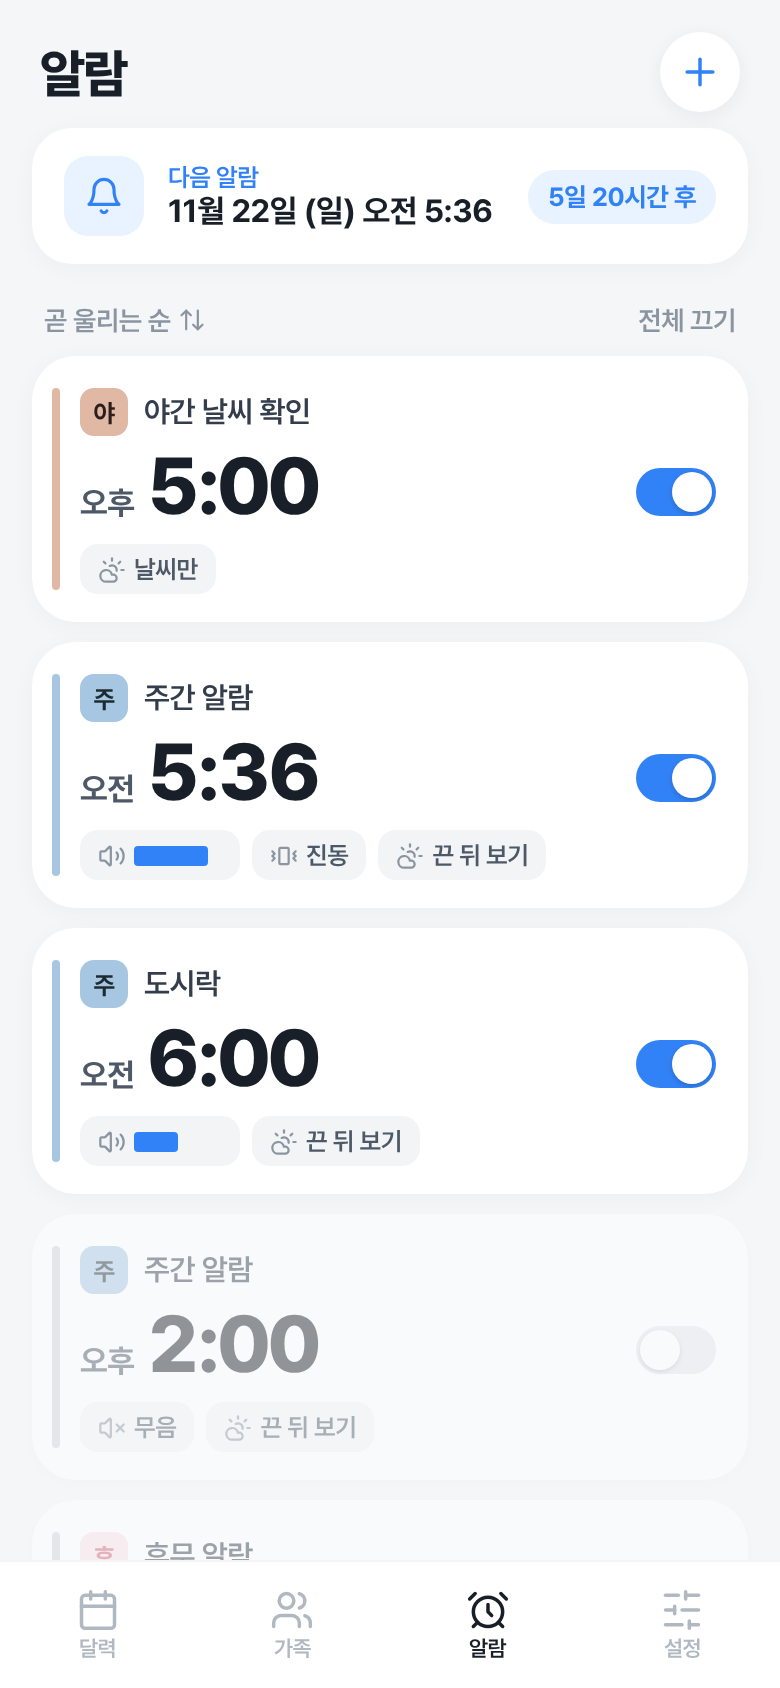 알람
다음 알람
11월 22일 (일) 오전 5:36
5일 20시간 후
곧 울리는 순
전체 끄기
야 야간 날씨 확인
오후 5:00
날씨만
주 주간 알람
오전 5:36
진동 끈 뒤 보기
주 도시락
오전 6:00
끈 뒤 보기
주 주간 알람
오후 2:00
무음 끈 뒤 보기
휴 휴무 알람
달력 가족 알람 설정